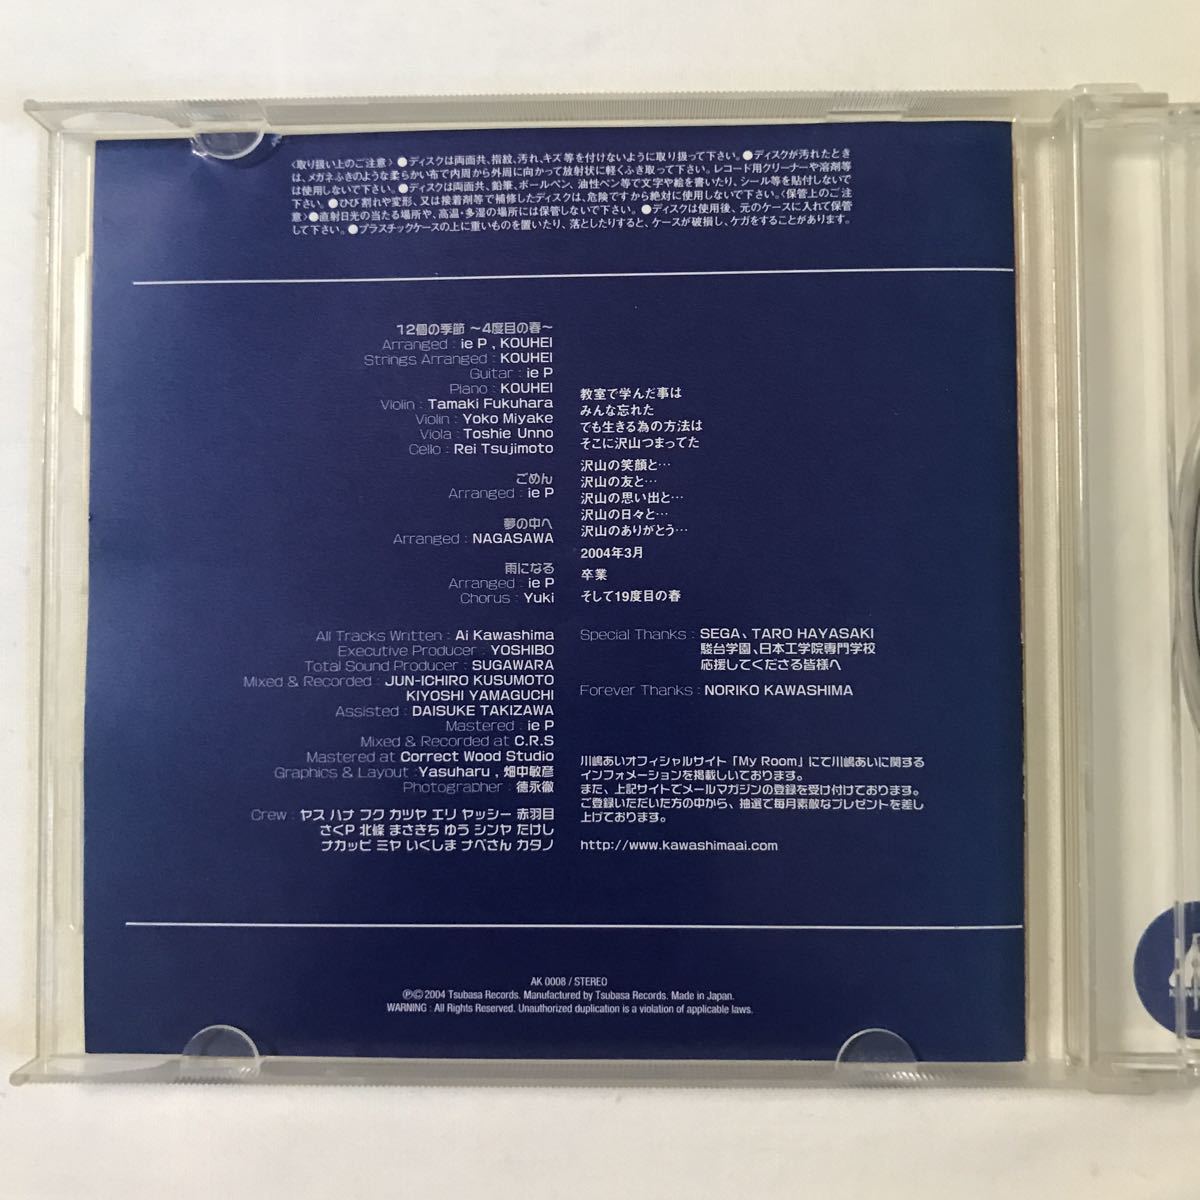 〈取り扱い上のご注意〉●ディスクは両面共、指紋、汚れ、キズ等を付けないように取り扱って下さい。●ディスクが汚れたとき
は、メガネふきのような柔らかい布で内周から外周に向かって放射状に軽くふき取って下さい。レコード用クリーナーや溶剤等
は使用しないで下さい。●ディスクは両面共、鉛筆、ボールペン、油性ペン等で文字や絵を書いたり、シール等を貼付しないで
下さい。●ひび割れや変形、又は接着剤等で補修したディスクは、危険ですから絶対に使用しないで下さい。〈保管上のご注
意〉●直射日光の当たる場所や、高温・多湿の場所には保管しないで下さい。●ディスクは使用後、元のケースに入れて保管
して下さい。●プラスチックケースの上に重いものを置いたり、落としたりすると、ケースが破損し、ケガをすることがあります。
12個の季節 〜4度目の春〜
Arranged : ie P , KOUHEI
Strings Arranged : KOUHEI
Guitar : ie P
Piano : KOUHEI
Violin : Tamaki Fukuhara
Violin : Yoko Miyake
Viola : Toshie Unno
Cello : Rei Tsujimoto
ごめん
Arranged : ie P
夢の中へ
Arranged : NAGASAWA
雨になる
Arranged : ie P
Chorus : Yuki
All Tracks Written : Ai Kawashima
Executive Producer : YOSHIBO
Total Sound Producer : SUGAWARA
Mixed & Recorded : JUN-ICHIRO KUSUMOTO
KIYOSHI YAMAGUCHI
Assisted : DAISUKE TAKIZAWA
Mastered : ie P
Mixed & Recorded at C.R.S
Mastered at Correct Wood Studio
Graphics & Layout : Yasuharu , 畑中敏彦
Photographer : 徳永徹
Crew : ヤス ハナ フク カツヤ エリ ヤッシー 赤羽目
さくP 北條 まさきち ゆう シンヤ たけし
ナカッピ ミヤ いくしま ナベさん カタノ
教室で学んだ事は
みんな忘れた
でも生きる為の方法は
そこに沢山つまってた
沢山の笑顔と…
沢山の友と…
沢山の思い出と…
沢山の日々と…
沢山のありがとう…
2004年3月
卒業
そして19度目の春
Special Thanks : SEGA、TARO HAYASAKI
駿台学園、日本工学院専門学校
応援してくださる皆様へ
Forever Thanks : NORIKO KAWASHIMA
川嶋あいオフィシャルサイト「My Room」にて川嶋あいに関する
インフォメーションを掲載しいております。
また、上記サイトでメールマガジンの登録を受け付けております。
ご登録いただいた方の中から、抽選で毎月素敵なプレゼントを差し
上げております。
http://www.kawashimaai.com
AK 0008 / STEREO
℗© 2004 Tsubasa Records. Manufactured by Tsubasa Records. Made in Japan.
WARNING : All Rights Reserved. Unauthorized duplication is a violation of applicable laws.